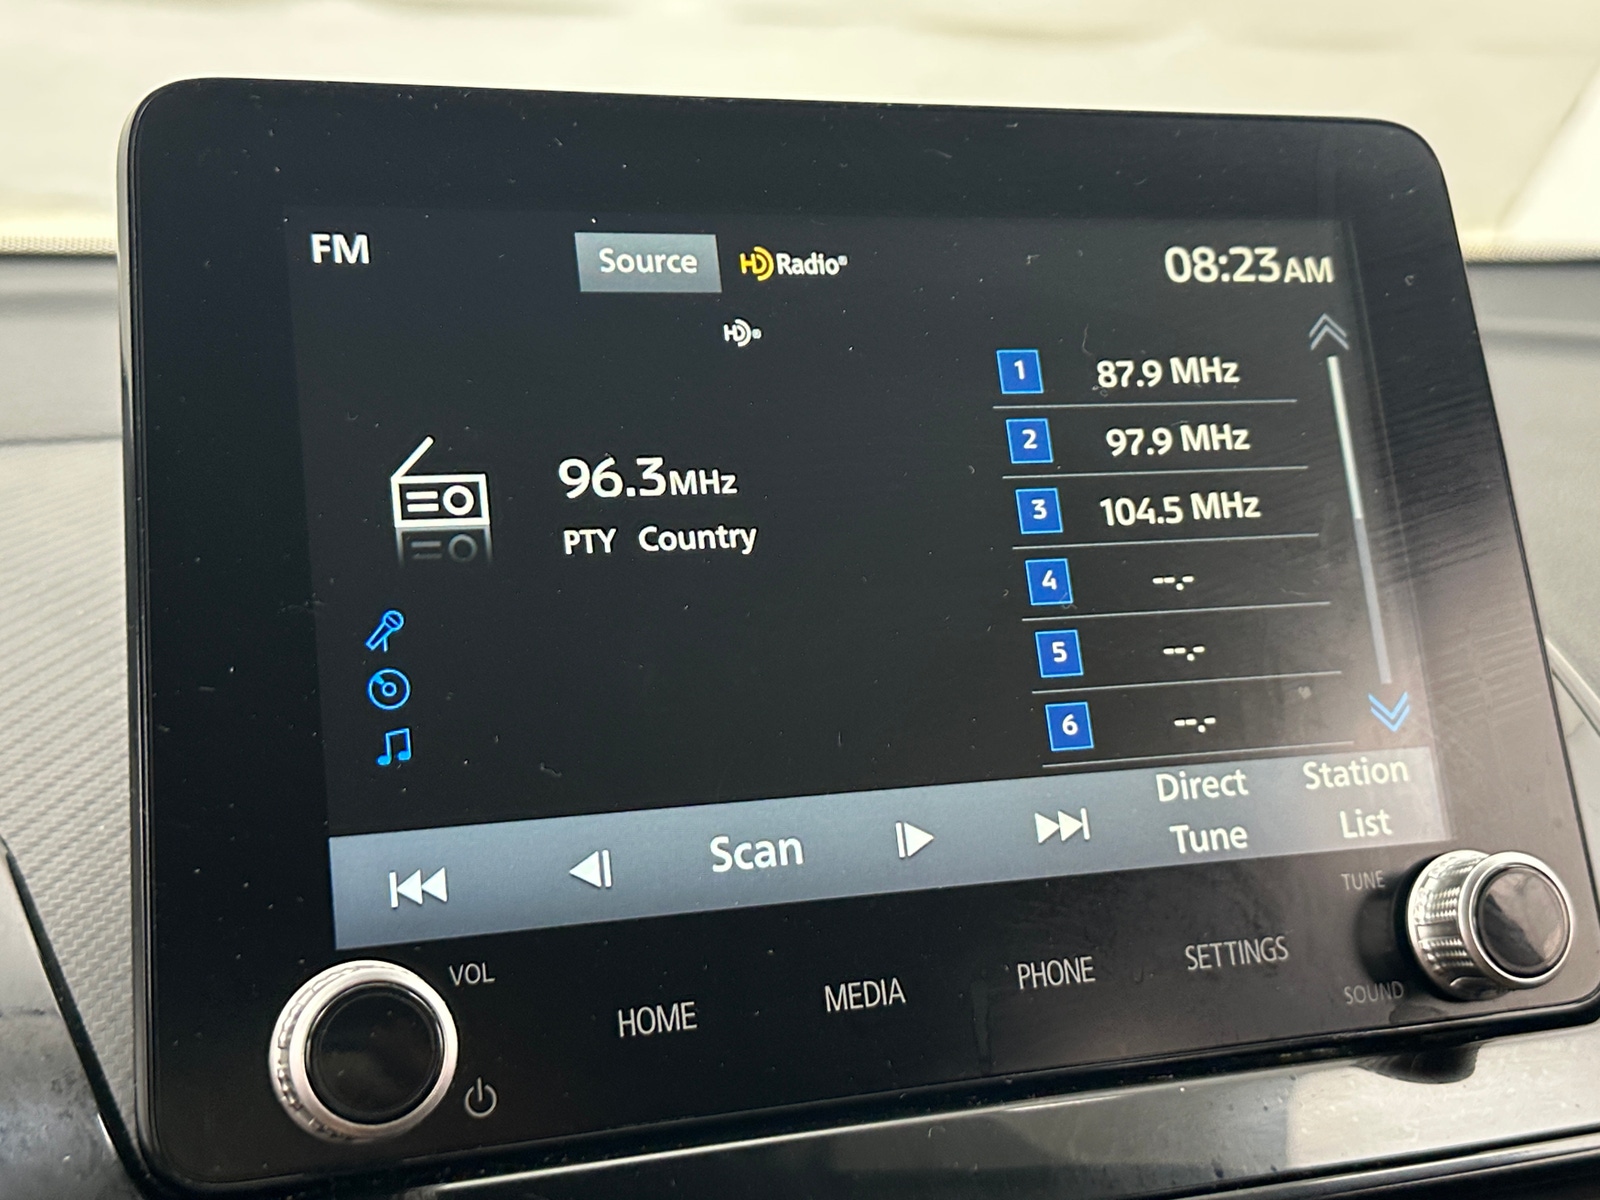 FM
Source
HD Radio®
08:23AM
HD®
1 87.9 MHz
2 97.9 MHz
3 104.5 MHz
4 --.-
5 --.-
6 --.-
96.3MHz
PTY Country
Scan
Direct
Tune
Station
List
TUNE
SOUND
VOL
HOME
MEDIA
PHONE
SETTINGS